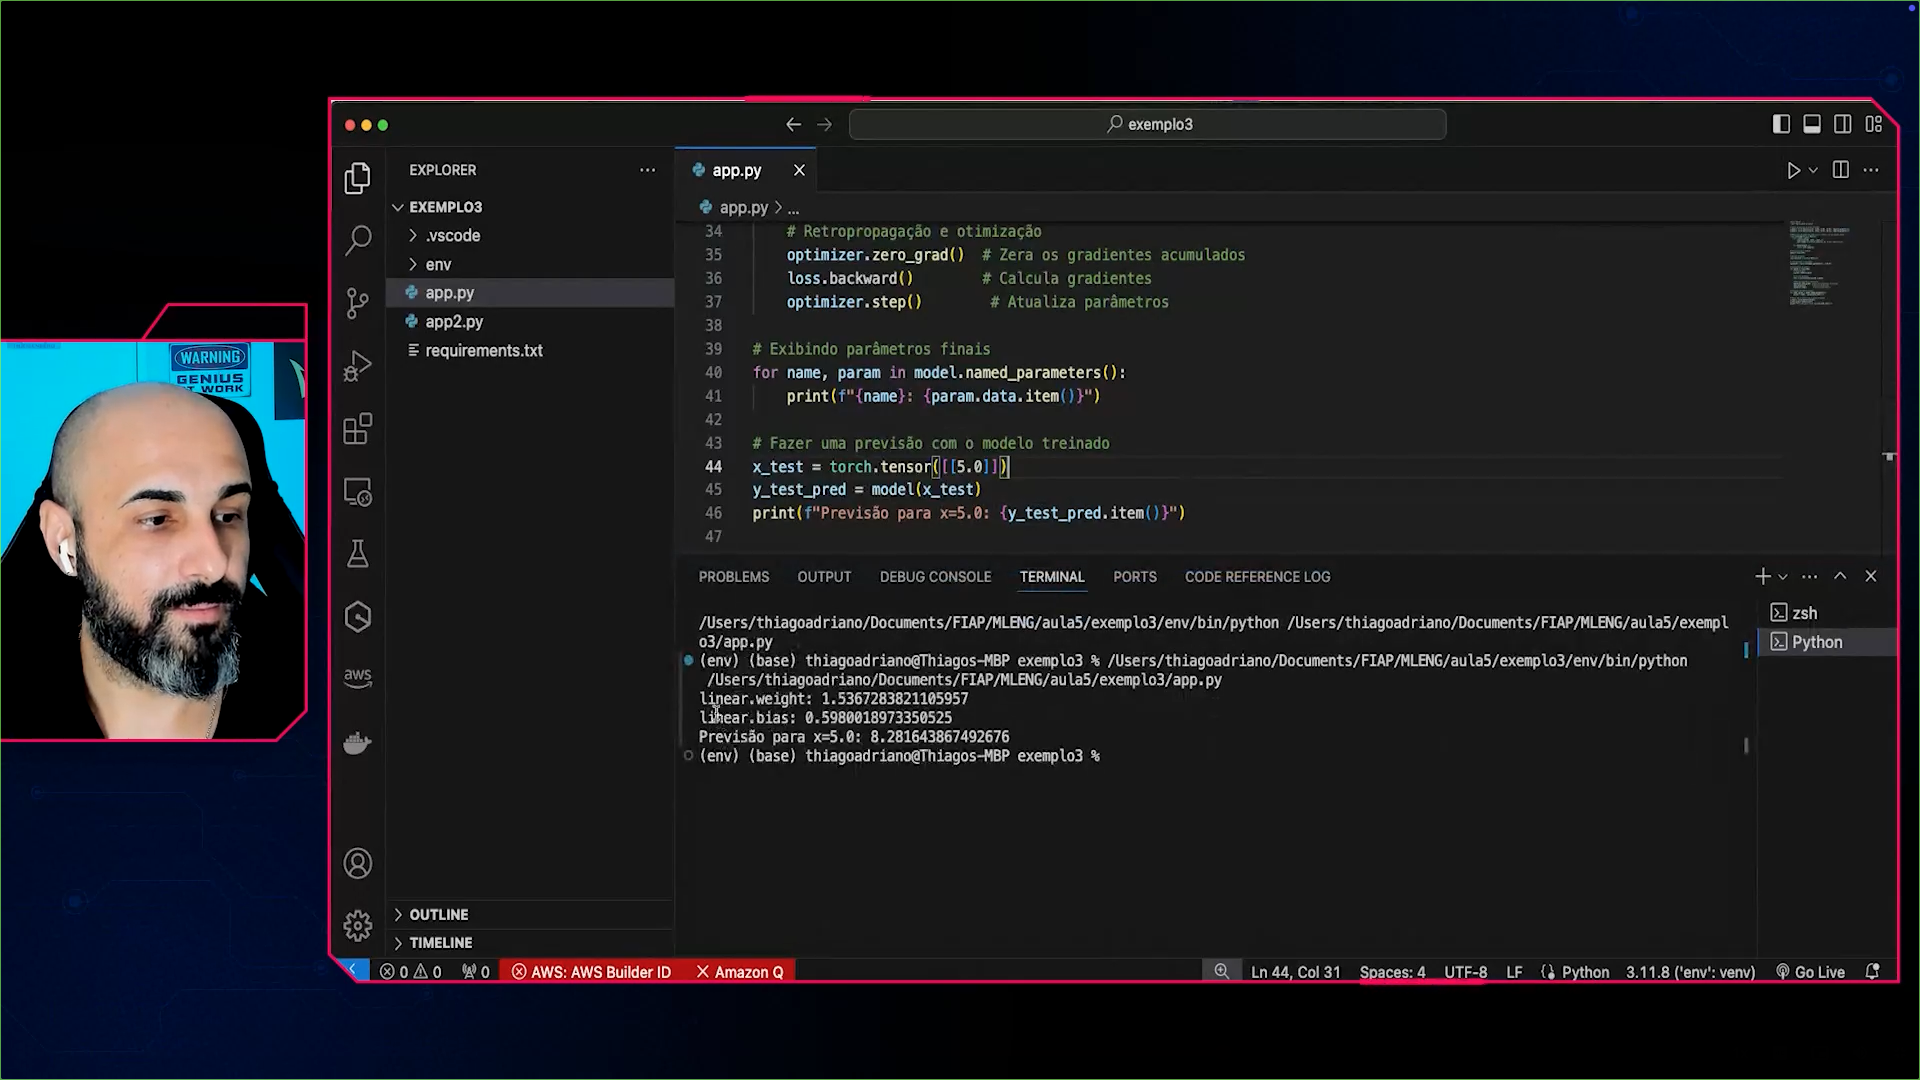 exemplo3
EXPLORER
EXEMPLO3
.vscode
env
app.py
app2.py
requirements.txt
OUTLINE
TIMELINE
app.py
app.py > ...
34 # Retropropagação e otimização
35 optimizer.zero_grad()  # Zera os gradientes acumulados
36 loss.backward()        # Calcula gradientes
37 optimizer.step()        # Atualiza parâmetros
38
39 # Exibindo parâmetros finais
40 for name, param in model.named_parameters():
41     print(f"{name}: {param.data.item()}")
42
43 # Fazer uma previsão com o modelo treinado
44 x_test = torch.tensor([[5.0]])
45 y_test_pred = model(x_test)
46 print(f"Previsão para x=5.0: {y_test_pred.item()}")
47
PROBLEMS OUTPUT DEBUG CONSOLE TERMINAL PORTS CODE REFERENCE LOG
/Users/thiagoadriano/Documents/FIAP/MLENG/aula5/exemplo3/env/bin/python /Users/thiagoadriano/Documents/FIAP/MLENG/aula5/exempl
o3/app.py
(env) (base) thiagoadriano@Thiagos-MBP exemplo3 % /Users/thiagoadriano/Documents/FIAP/MLENG/aula5/exemplo3/env/bin/python
/Users/thiagoadriano/Documents/FIAP/MLENG/aula5/exemplo3/app.py
linear.weight: 1.5367283821105957
linear.bias: 0.5980018973350525
Previsão para x=5.0: 8.281643867492676
(env) (base) thiagoadriano@Thiagos-MBP exemplo3 %
zsh
Python
aws
WARNING
GENIUS
AT WORK
0 0 0 AWS: AWS Builder ID Amazon Q Ln 44, Col 31 Spaces: 4 UTF-8 LF Python 3.11.8 ('env': venv) Go Live